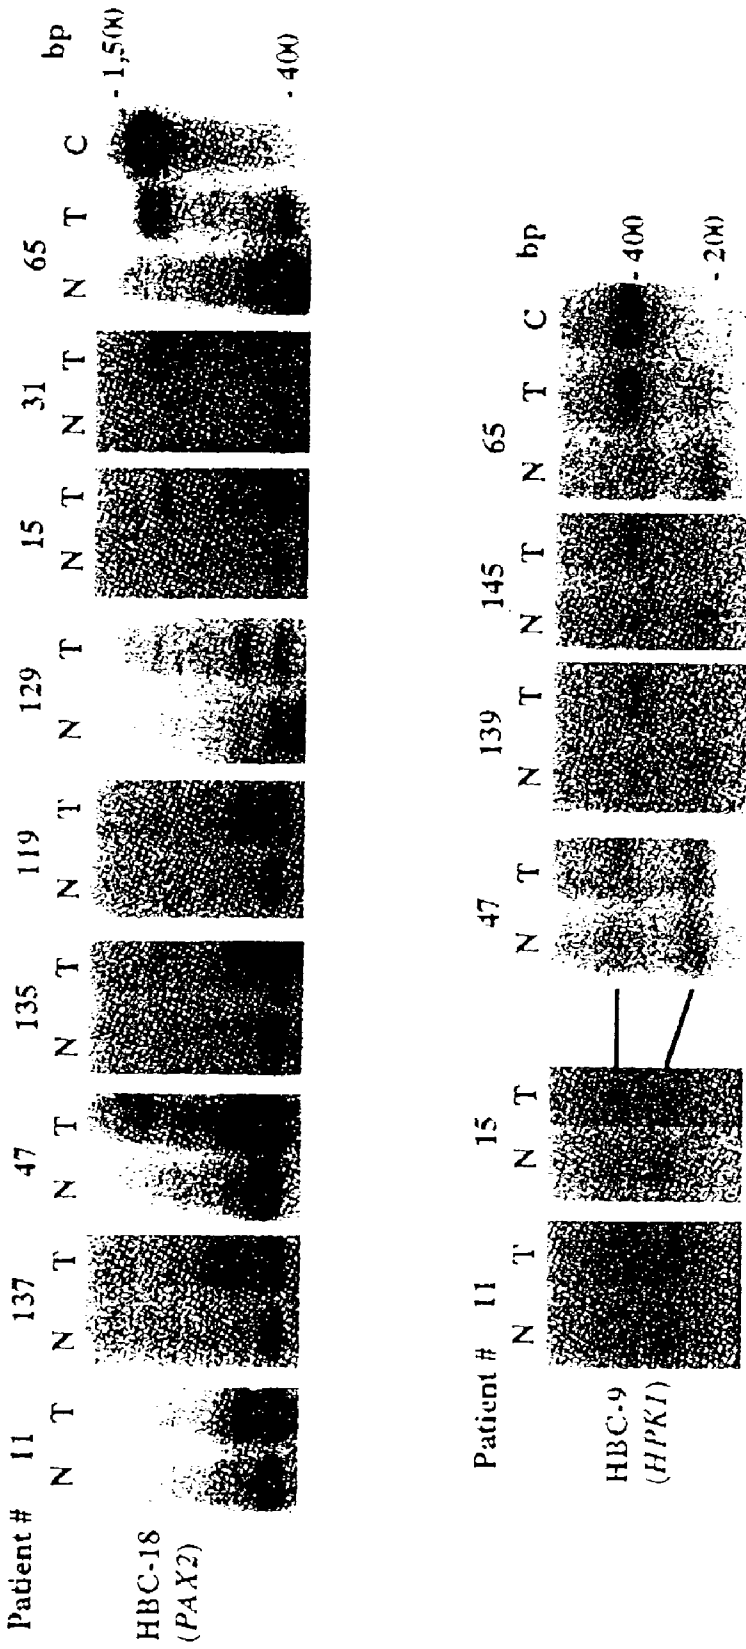 Patient # 11 137 47 135 119 129 15 31 65
N T N T N T N T N T N T N T N T N T C bp
HBC-18
(PAX2)
- 1,500
- 400
Patient # 11 15 47 139 145 65
N T N T N T N T N T N T C bp
HBC-9
(HPK1)
- 400
- 200